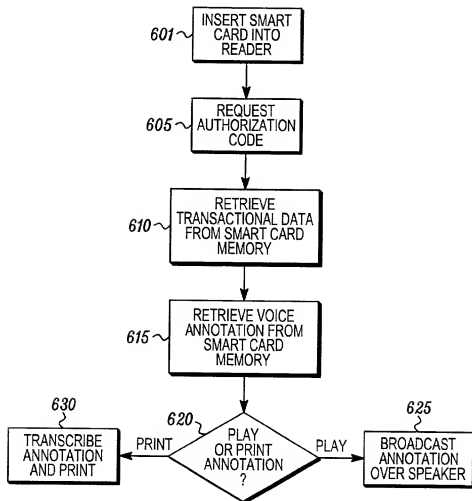 INSERT SMART
CARD INTO
READER
601
REQUEST
AUTHORIZATION
CODE
605
RETRIEVE
TRANSACTIONAL DATA
FROM SMART CARD
MEMORY
610
RETRIEVE VOICE
ANNOTATION FROM
SMART CARD
MEMORY
615
620
PLAY
OR PRINT
ANNOTATION
?
PRINT
PLAY
630
TRANSCRIBE
ANNOTATION
AND PRINT
625
BROADCAST
ANNOTATION
OVER SPEAKER